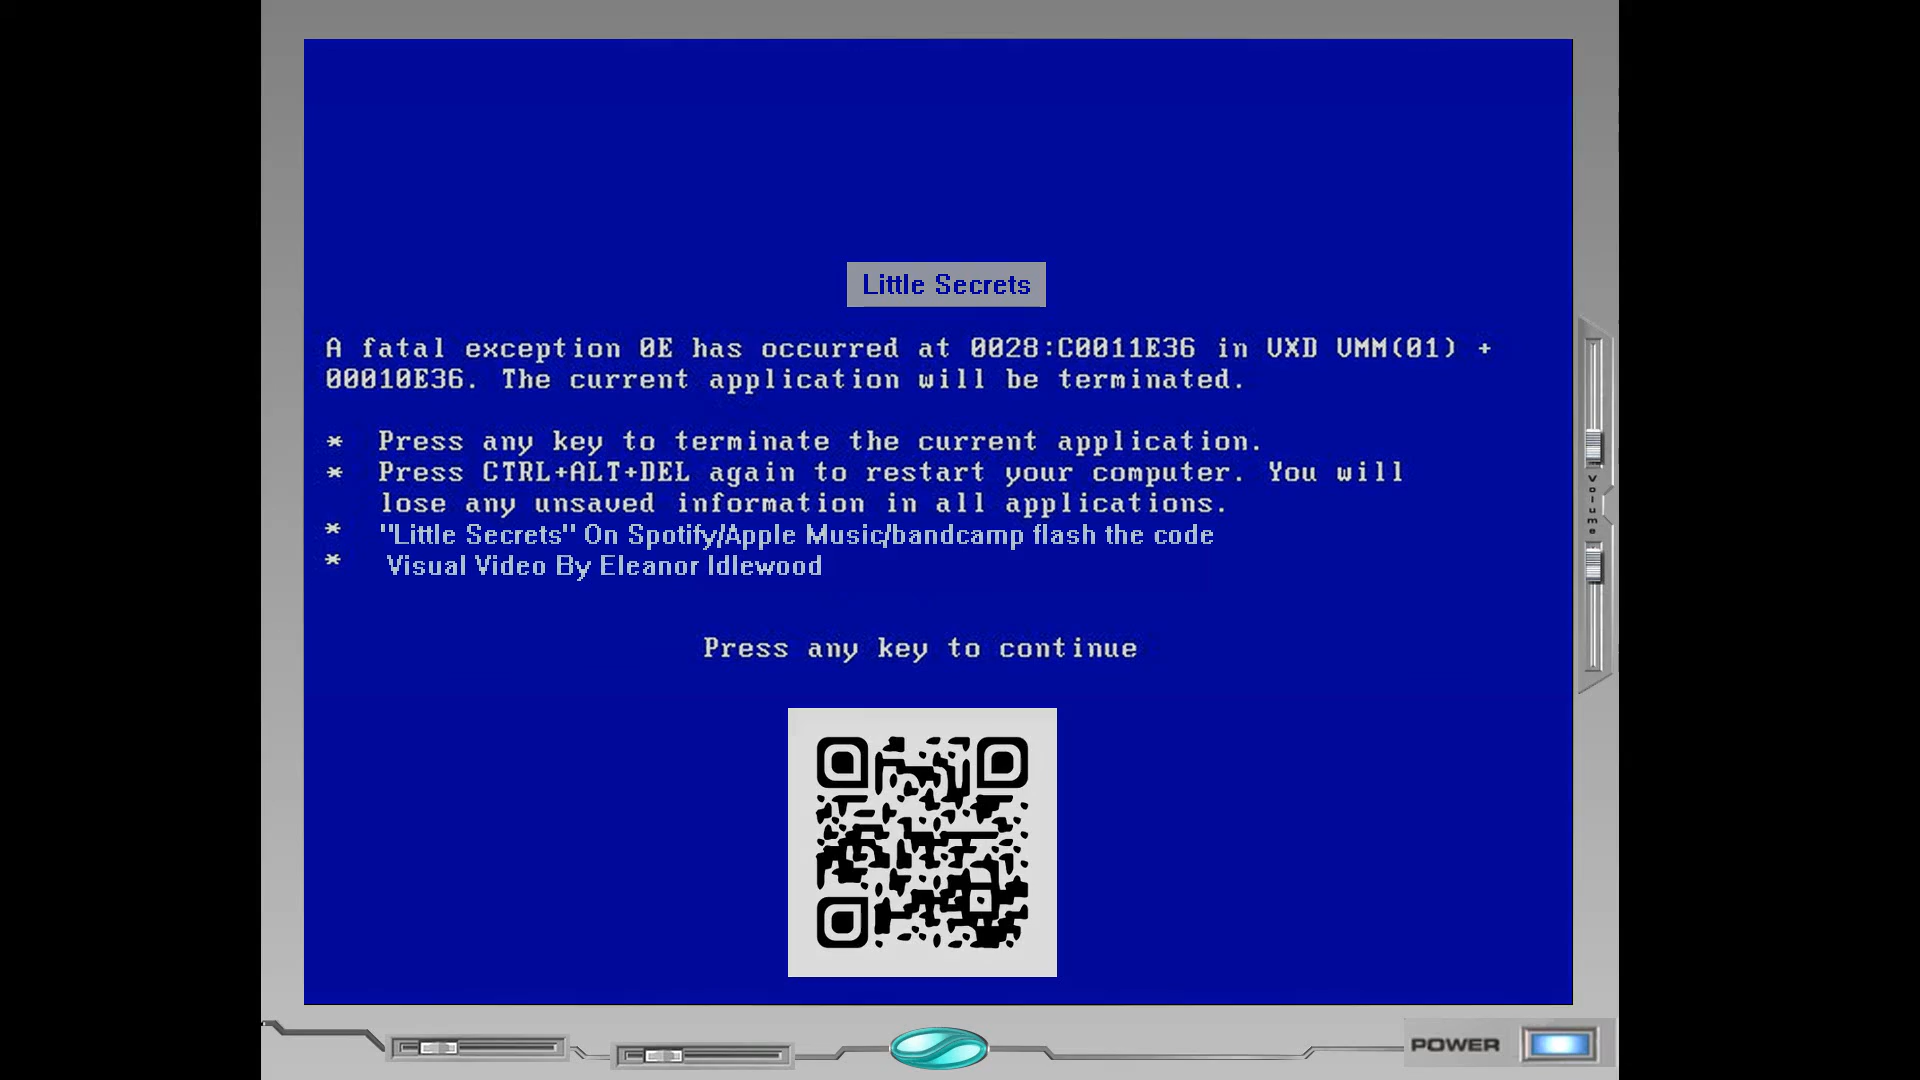 Little Secrets
A fatal exception 0E has occurred at 0028:C0011E36 in VXD VMM(01) +
00010E36. The current application will be terminated.
* Press any key to terminate the current application.
* Press CTRL+ALT+DEL again to restart your computer. You will
lose any unsaved information in all applications.
* "Little Secrets" On Spotify/Apple Music/bandcamp flash the code
* Visual Video By Eleanor Idlewood
Press any key to continue
Volume
POWER